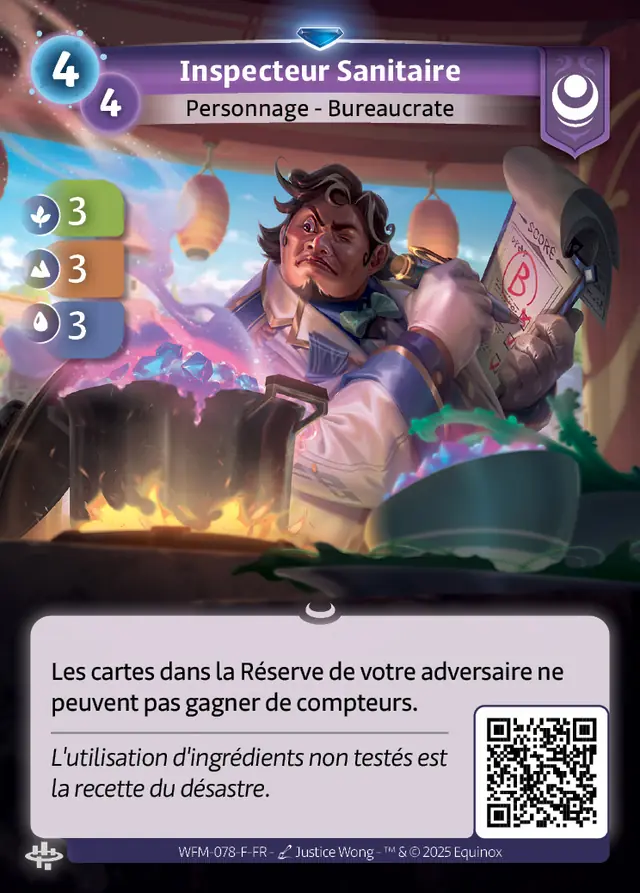 4
4
Inspecteur Sanitaire
Personnage - Bureaucrate
3
3
3
SCORE
B
Les cartes dans la Réserve de votre adversaire ne
peuvent pas gagner de compteurs.
L'utilisation d'ingrédients non testés est
la recette du désastre.
WFM-078-F-FR - Justice Wong - ™ & © 2025 Equinox